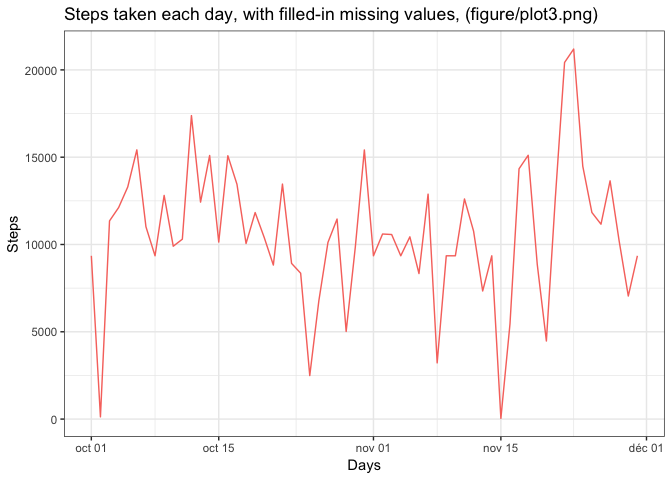 Steps taken each day, with filled-in missing values, (figure/plot3.png)
Steps
20000
15000
10000
5000
0
oct 01 oct 15 nov 01 nov 15 déc 01
Days